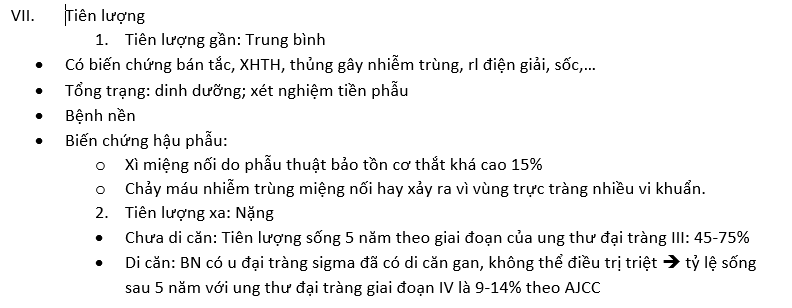 VII. Tiên lượng
1. Tiên lượng gần: Trung bình
• Có biến chứng bán tắc, XHTH, thủng gây nhiễm trùng, rl điện giải, sốc,...
• Tổng trạng: dinh dưỡng; xét nghiệm tiền phẫu
• Bệnh nền
• Biến chứng hậu phẫu:
o Xì miệng nối do phẫu thuật bảo tồn cơ thắt khá cao 15%
o Chảy máu nhiễm trùng miệng nối hay xảy ra vì vùng trực tràng nhiều vi khuẩn.
2. Tiên lượng xa: Nặng
• Chưa di căn: Tiên lượng sống 5 năm theo giai đoạn của ung thư đại tràng III: 45-75%
• Di căn: BN có u đại tràng sigma đã có di căn gan, không thể điều trị triệt ➔ tỷ lệ sống
sau 5 năm với ung thư đại tràng giai đoạn IV là 9-14% theo AJCC